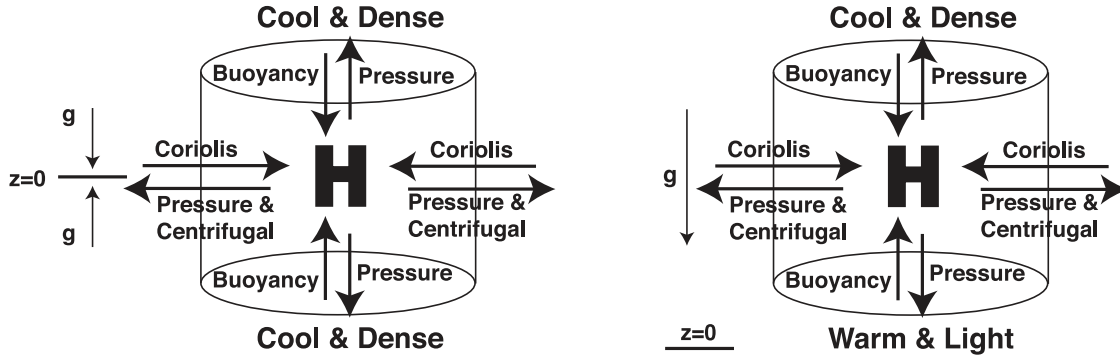 Cool & Dense
Buoyancy
Pressure
g
Coriolis
z=0
H
Pressure &
Centrifugal
Pressure &
Centrifugal
g
Buoyancy
Pressure
Cool & Dense
Cool & Dense
Buoyancy
Pressure
Coriolis
Coriolis
g
H
Pressure &
Centrifugal
Pressure &
Centrifugal
Buoyancy
Pressure
z=0
Warm & Light